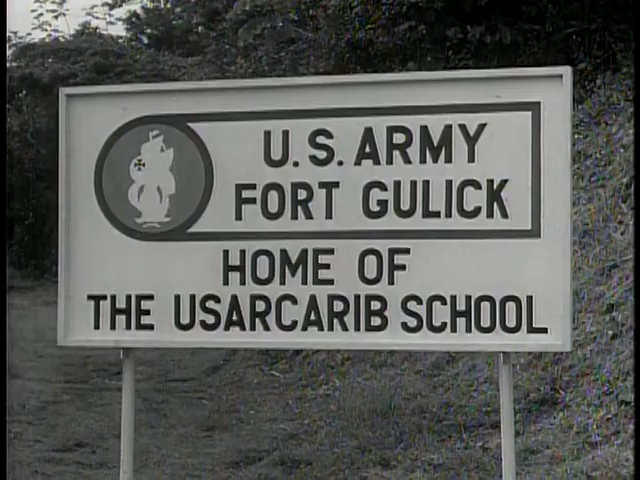 U.S. ARMY
FORT GULICK
HOME OF
THE USARCARIB SCHOOL